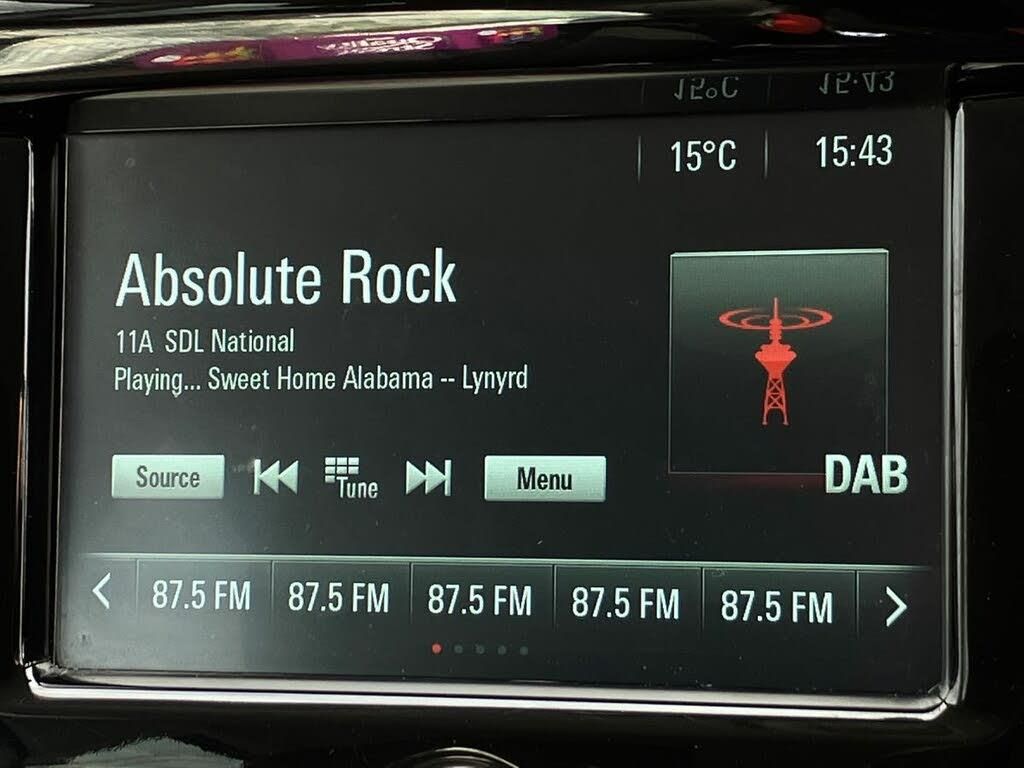 15°C 15:43
Absolute Rock
11A SDL National
Playing... Sweet Home Alabama -- Lynyrd
Source Tune Menu
DAB
87.5 FM 87.5 FM 87.5 FM 87.5 FM 87.5 FM